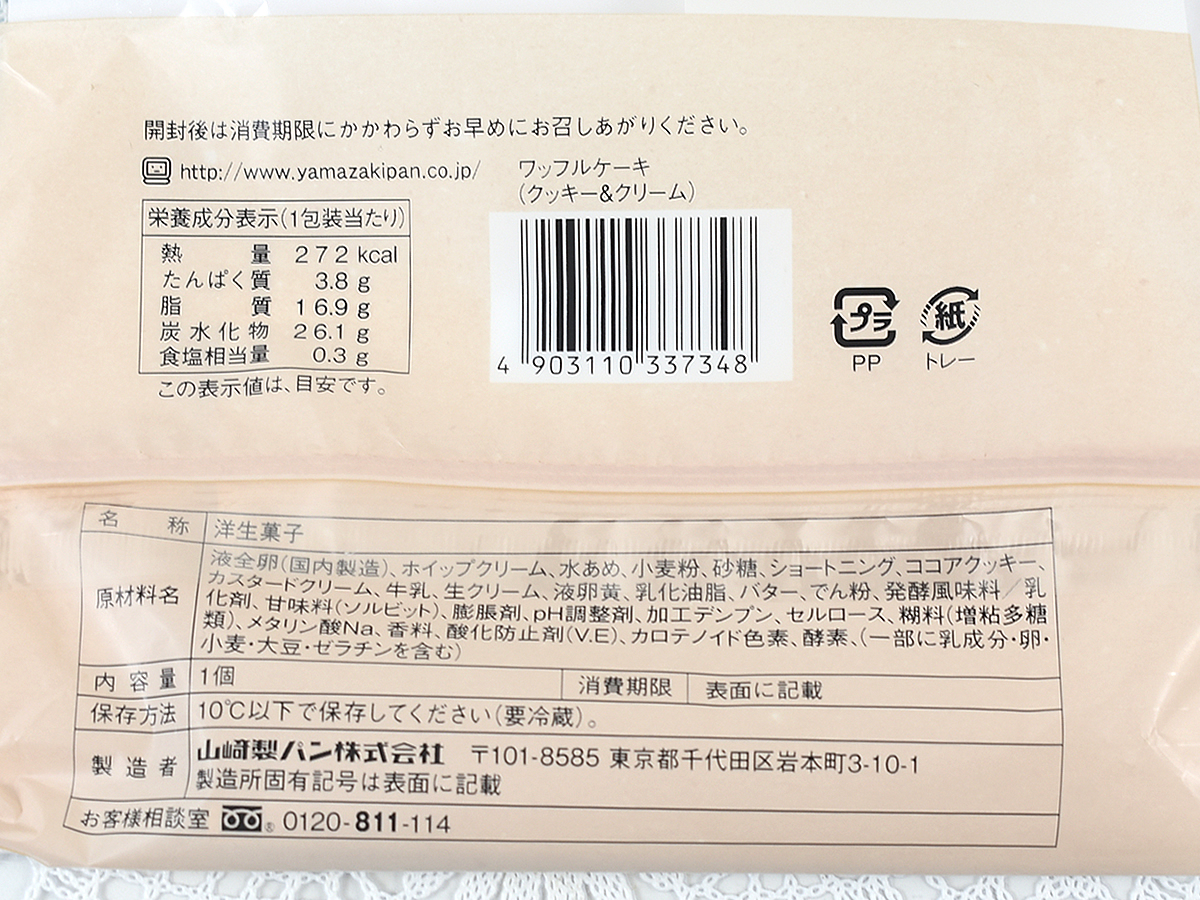 開封後は消費期限にかかわらずお早めにお召しあがりください。
http://www.yamazakipan.co.jp/
ワッフルケーキ
(クッキー&クリーム)
栄養成分表示(1包装当たり)
熱量 272 kcal
たんぱく質 3.8 g
脂質 16.9 g
炭水化物 26.1 g
食塩相当量 0.3 g
この表示値は、目安です。
4 903110 337348
プラ
PP
紙
トレー
名称 洋生菓子
原材料名
液全卵(国内製造)、ホイップクリーム、水あめ、小麦粉、砂糖、ショートニング、ココアクッキー、
カスタードクリーム、牛乳、生クリーム、液卵黄、乳化油脂、バター、でん粉、発酵風味料／乳
化剤、甘味料(ソルビット)、膨脹剤、pH調整剤、加工デンプン、セルロース、糊料(増粘多糖
類)、メタリン酸Na、香料、酸化防止剤(V.E)、カロテノイド色素、酵素、(一部に乳成分・卵・
小麦・大豆・ゼラチンを含む)
内容量 1個 消費期限 表面に記載
保存方法 10℃以下で保存してください(要冷蔵)。
製造者 山崎製パン株式会社 〒101-8585 東京都千代田区岩本町3-10-1
製造所固有記号は表面に記載
お客様相談室 ® 0120-811-114